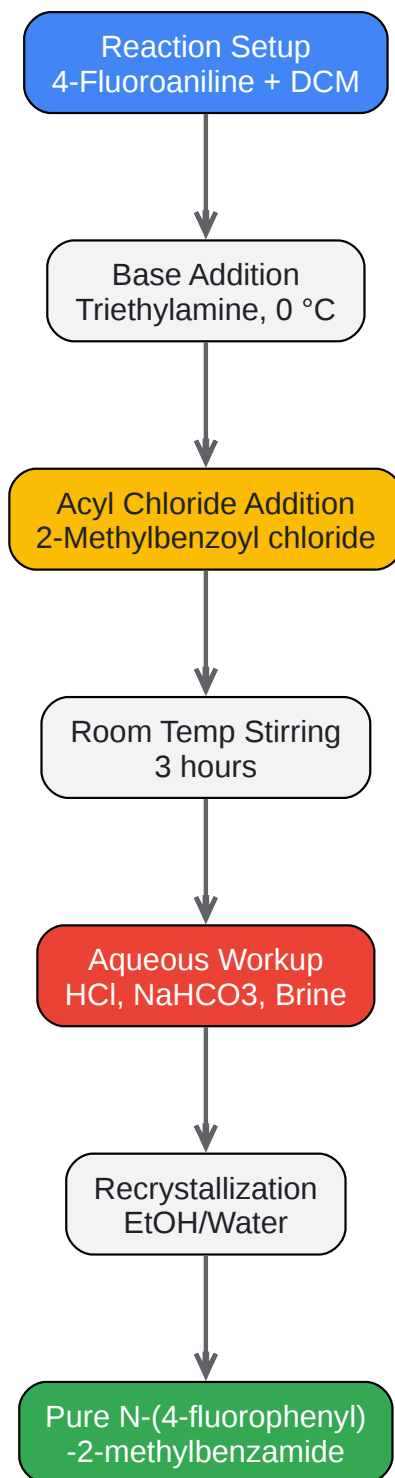 Reaction Setup
4-Fluoroaniline + DCM
Base Addition
Triethylamine, 0 °C
Acyl Chloride Addition
2-Methylbenzoyl chloride
Room Temp Stirring
3 hours
Aqueous Workup
HCl, NaHCO3, Brine
Recrystallization
EtOH/Water
Pure N-(4-fluorophenyl)
-2-methylbenzamide